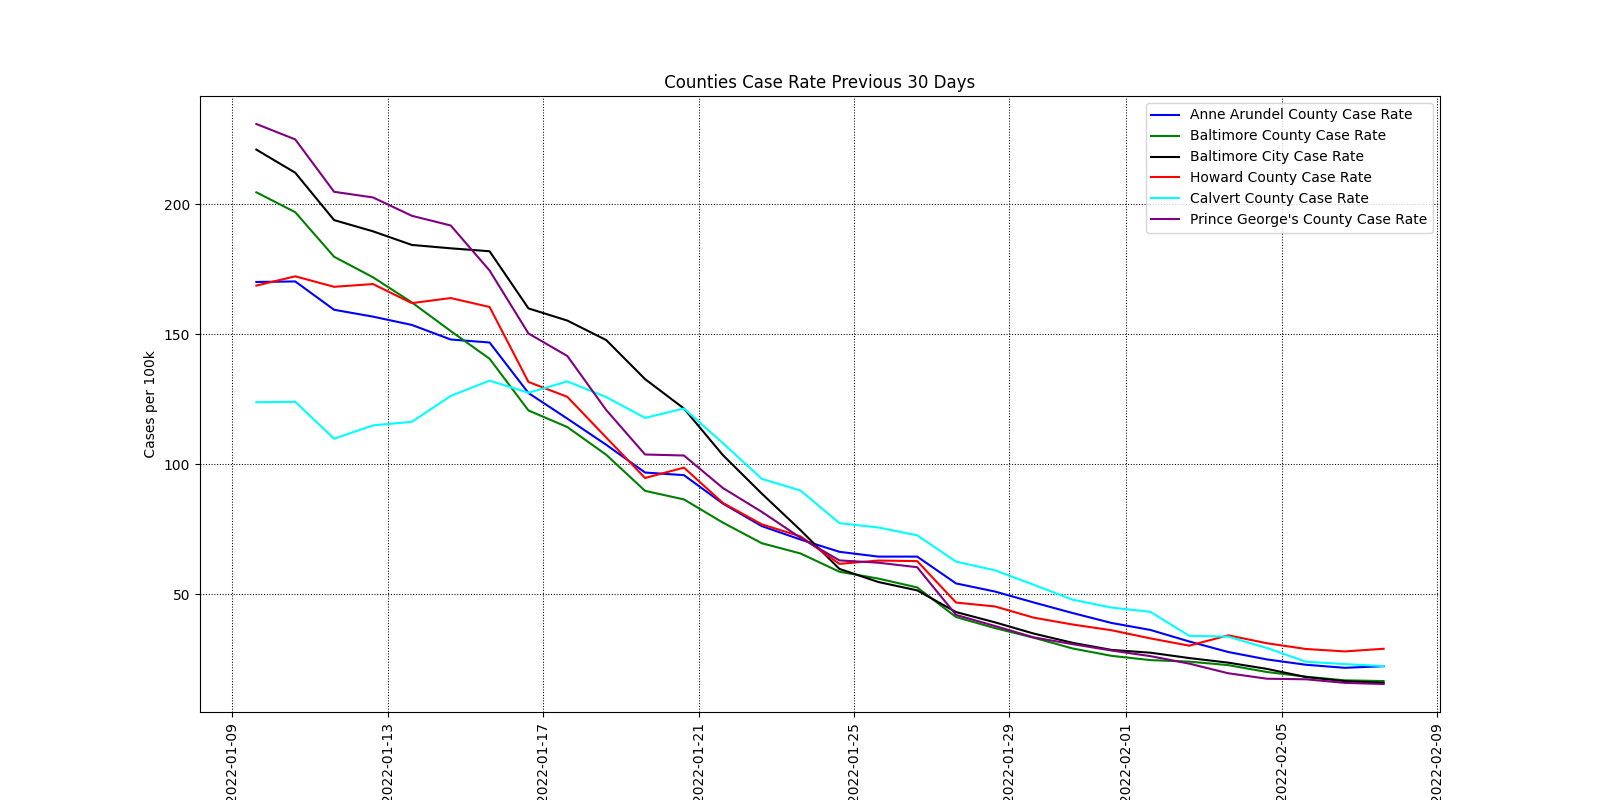 Counties Case Rate Previous 30 Days
Anne Arundel County Case Rate
Baltimore County Case Rate
Baltimore City Case Rate
Howard County Case Rate
Calvert County Case Rate
Prince George's County Case Rate
Cases per 100k
200
150
100
50
2022-01-09
2022-01-13
2022-01-17
2022-01-21
2022-01-25
2022-01-29
2022-02-01
2022-02-05
2022-02-09